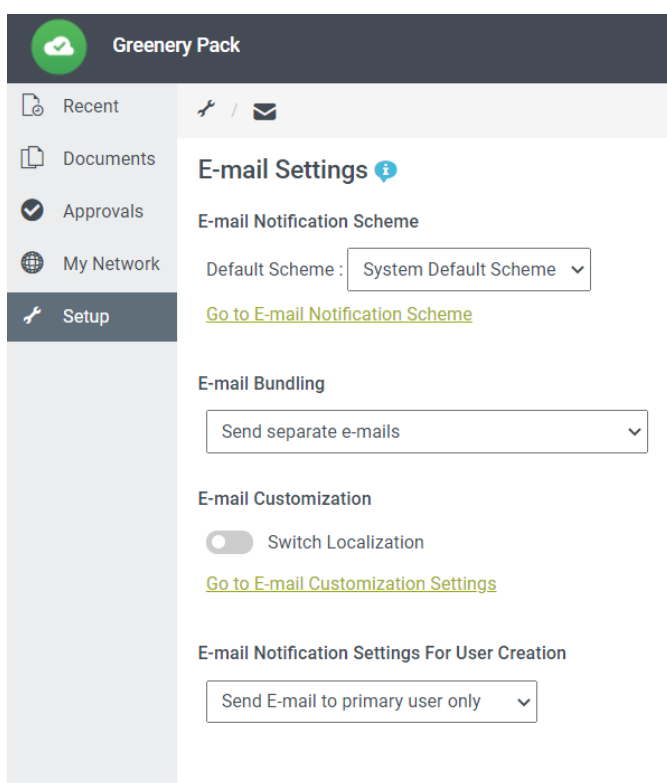 Greenery Pack
Recent
Documents
Approvals
My Network
Setup
/
E-mail Settings
E-mail Notification Scheme
Default Scheme : System Default Scheme
Go to E-mail Notification Scheme
E-mail Bundling
Send separate e-mails
E-mail Customization
Switch Localization
Go to E-mail Customization Settings
E-mail Notification Settings For User Creation
Send E-mail to primary user only